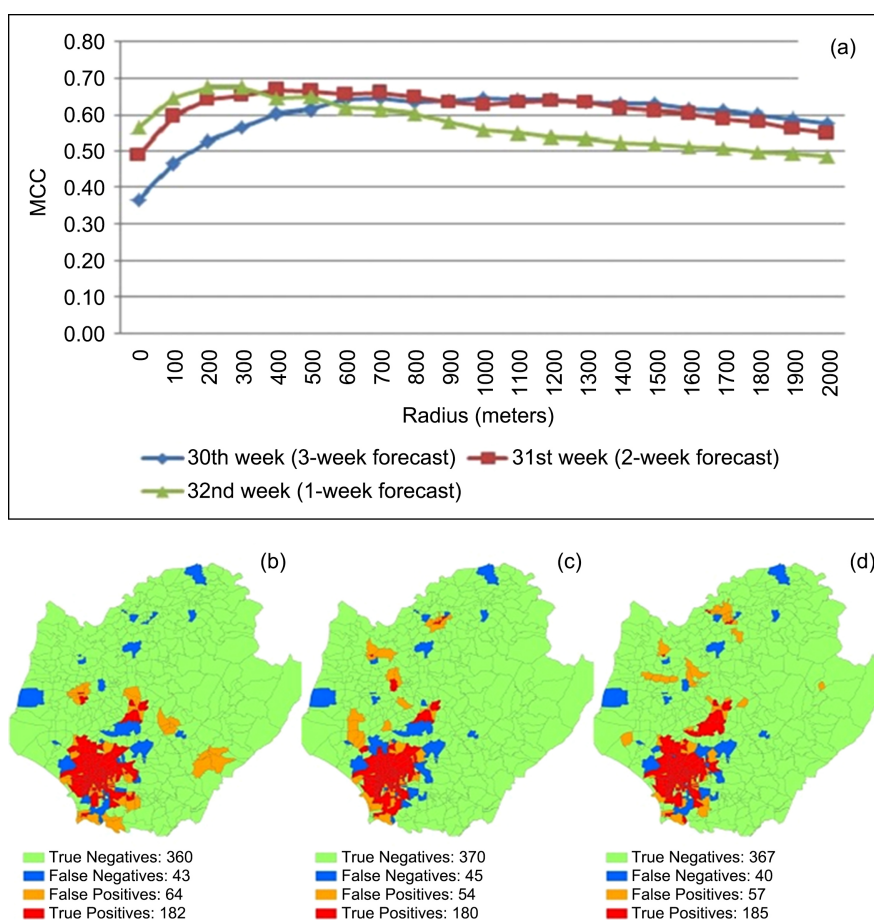 (a)
0.80
0.70
0.60
0.50
0.40
0.30
0.20
0.10
0.00
MCC
0 100 200 300 400 500 600 700 800 900 1000 1100 1200 1300 1400 1500 1600 1700 1800 1900 2000
Radius (meters)
30th week (3-week forecast) 31st week (2-week forecast)
32nd week (1-week forecast)
(b) (c) (d)
True Negatives: 360
False Negatives: 43
False Positives: 64
True Positives: 182
True Negatives: 370
False Negatives: 45
False Positives: 54
True Positives: 180
True Negatives: 367
False Negatives: 40
False Positives: 57
True Positives: 185